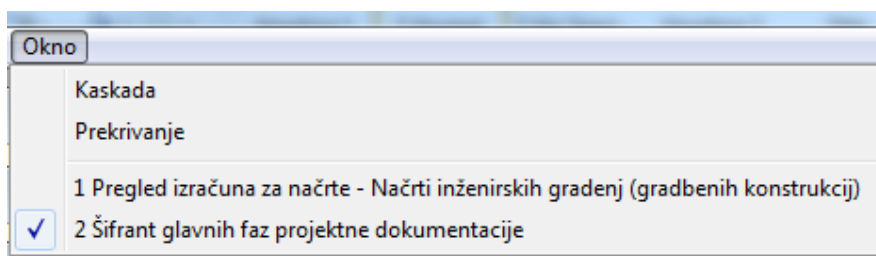 Okno
Kaskada
Prekrivanje
1 Pregled izračuna za načrte - Načrti inženirskih gradenj (gradbenih konstrukcij)
2 Šifrant glavnih faz projektne dokumentacije